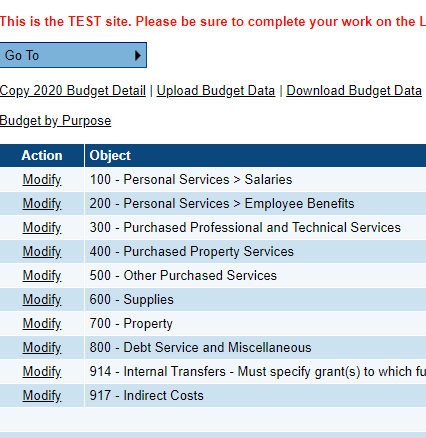 This is the TEST site. Please be sure to complete your work on the
Go To
Copy 2020 Budget Detail | Upload Budget Data | Download Budget Data
Budget by Purpose
Action Object
Modify 100 - Personal Services > Salaries
Modify 200 - Personal Services > Employee Benefits
Modify 300 - Purchased Professional and Technical Services
Modify 400 - Purchased Property Services
Modify 500 - Other Purchased Services
Modify 600 - Supplies
Modify 700 - Property
Modify 800 - Debt Service and Miscellaneous
Modify 914 - Internal Transfers - Must specify grant(s) to which
Modify 917 - Indirect Costs